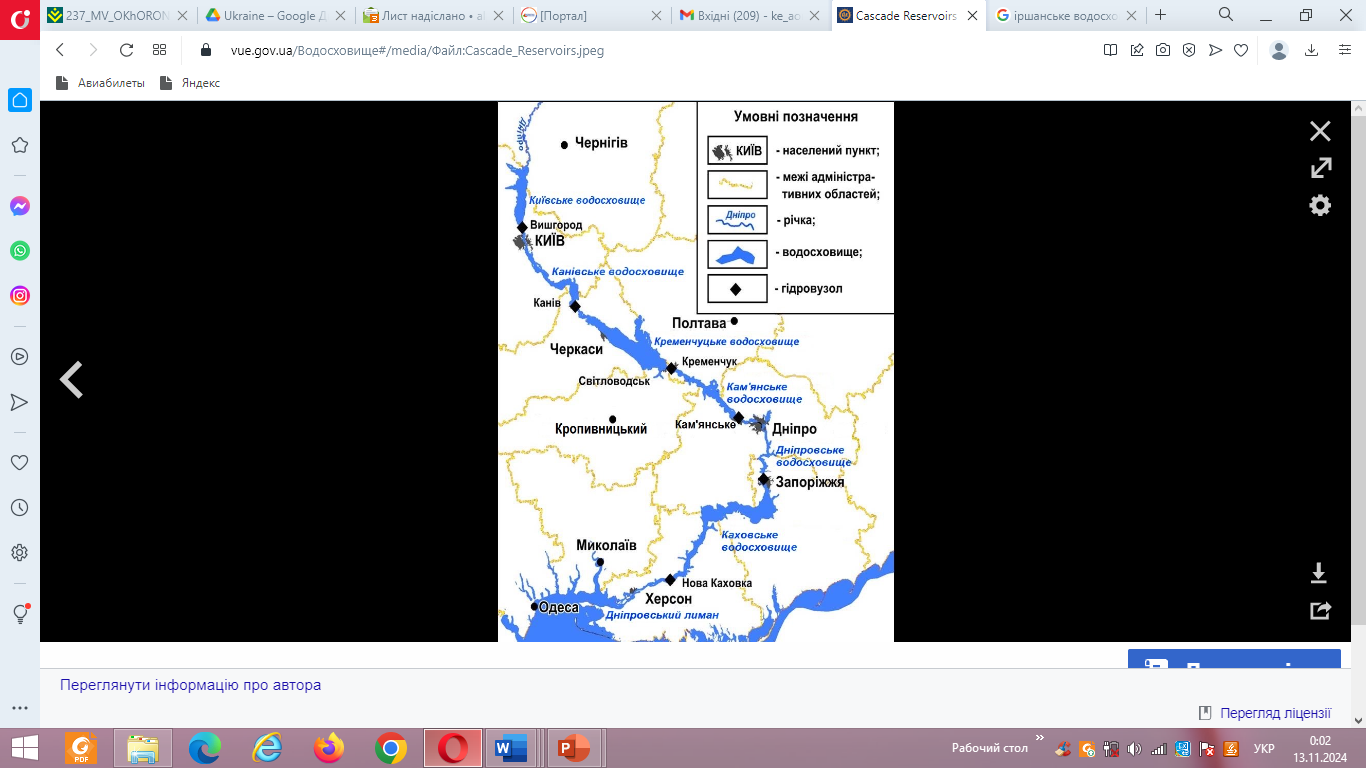 237_MV_OKhORON
Ukraine – Google Д
Лист надіслано • a
[Портал]
Вхідні (209) - ke_ao
Cascade Reservoirs
іршанське водосхо
vue.gov.ua/Водосховище#/media/Файл:Cascade_Reservoirs.jpeg
Авиабилеты
Яндекс
Умовні позначення
КИЇВ - населений пункт;
- межі адміністра-
тивних областей;
Дніпро - річка;
- водосховище;
- гідровузол
Дніпро
Чернігів
Київське водосховище
Вишгород
КИЇВ
Канівське водосховище
Канів
Полтава
Черкаси
Кременчуцьке водосховище
Кременчук
Світловодськ
Кам'янське
водосховище
Кам'янське
Дніпро
Кропивницький
Дніпровське
водосховище
Запоріжжя
Каховське
водосховище
Миколаїв
Нова Каховка
Херсон
Одеса
Дніпровський лиман
Переглянути інформацію про автора
Перегляд ліцензії
PDF
Рабочий стол
УКР
0:02
13.11.2024